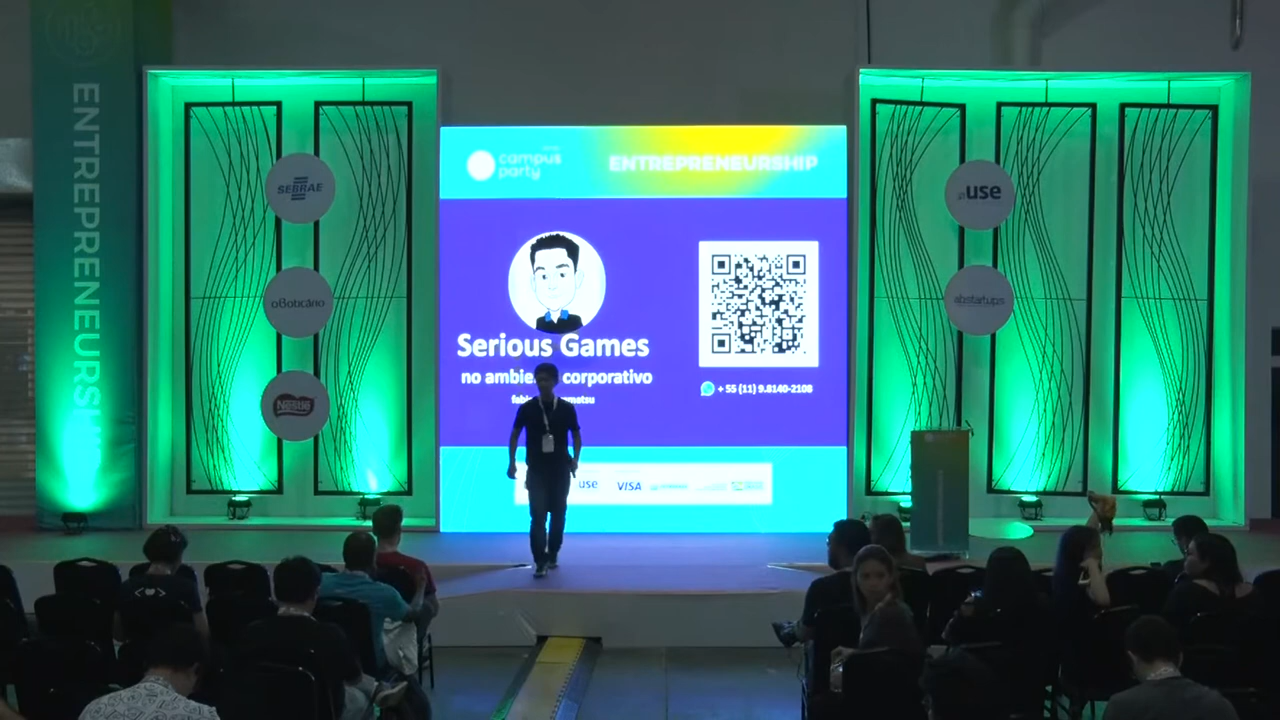 ENTREPRENEURSHIP
SEBRAE
oBoticário
Nestlé
campus
party
ENTREPRENEURSHIP
Serious Games
no ambie corporativo
+ 55 (11) 9.8140-2108
use
VISA
use
abstartups